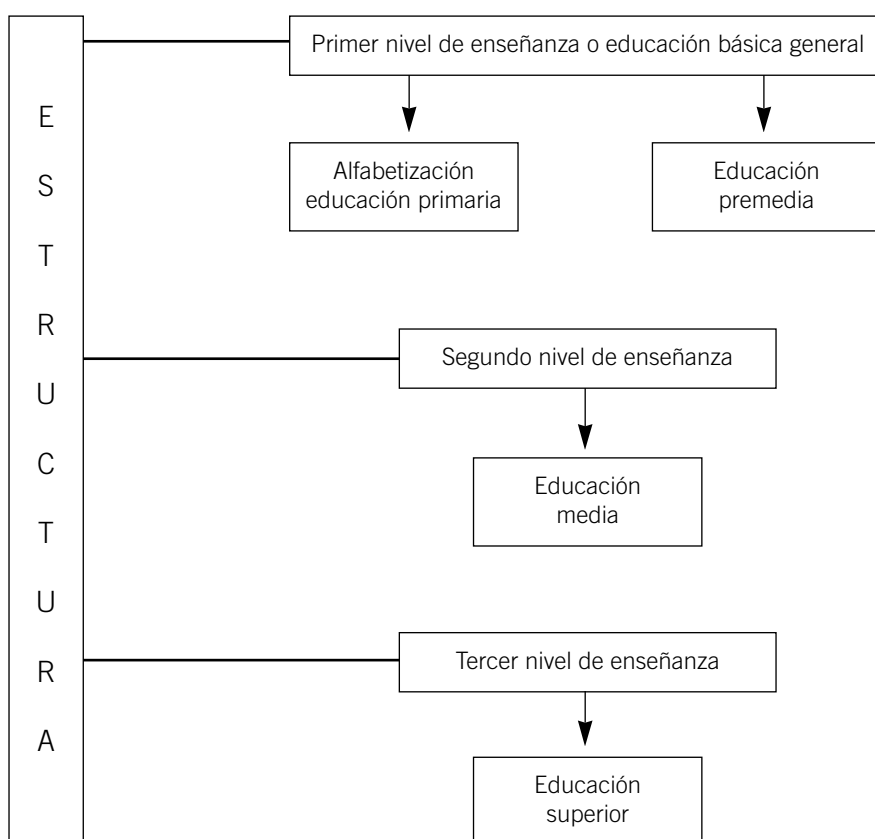 ESTRUCTURA
Primer nivel de enseñanza o educación básica general
Alfabetización
educación primaria
Educación
premedia
Segundo nivel de enseñanza
Educación
media
Tercer nivel de enseñanza
Educación
superior